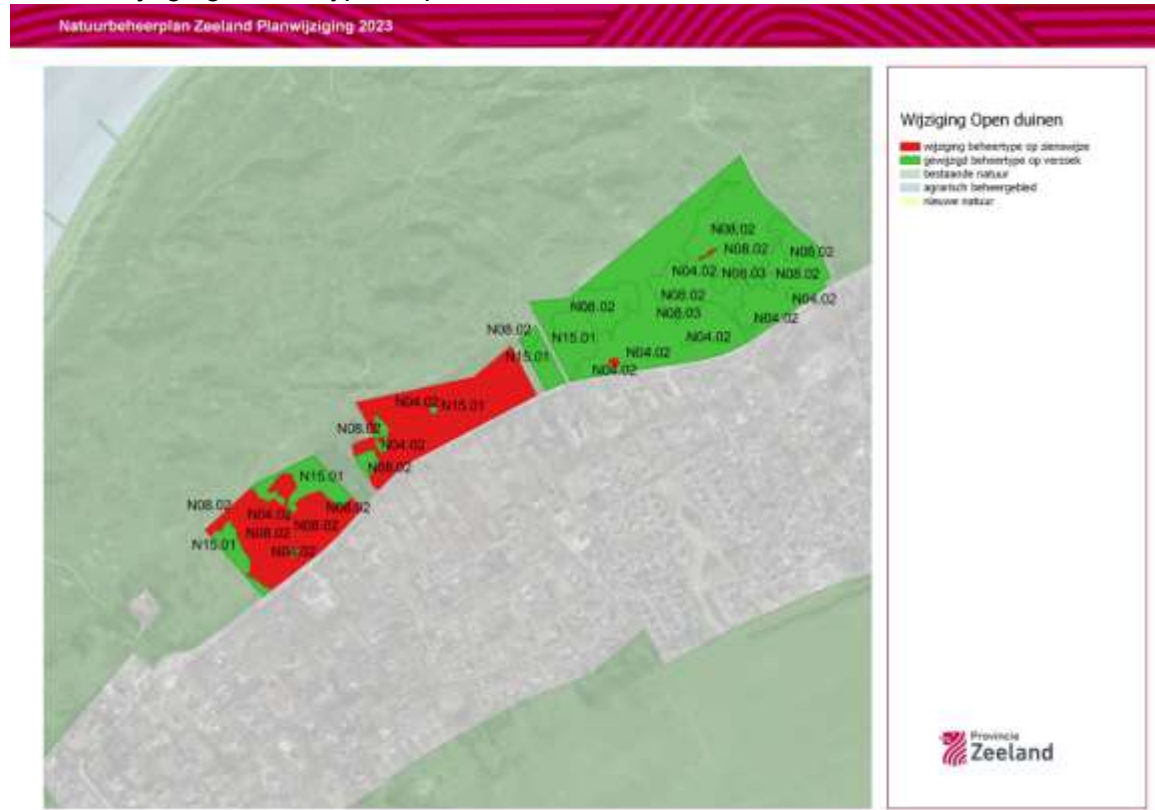 Natuurbeheerplan Zeeland Planwijziging 2023
Wijziging Open duinen
wijziging beheertype op zienswijze
gewijzigd beheertype op verzoek
bestaande natuur
agrarisch beheergebied
nieuwe natuur
N08.02
N08.02
N08.02
N04.02
N08.03
N08.02
N08.02
N04.02
N08.02
N08.03
N04.02
N08.02
N15.01
N04.02
N04.02
N04.02
N08.02
N15.01
N04.02
N15.01
N08.02
N04.02
N08.02
N15.01
N08.02
N04.02
N08.02
N08.02
N08.02
N15.01
N04.02
Provincie
Zeeland